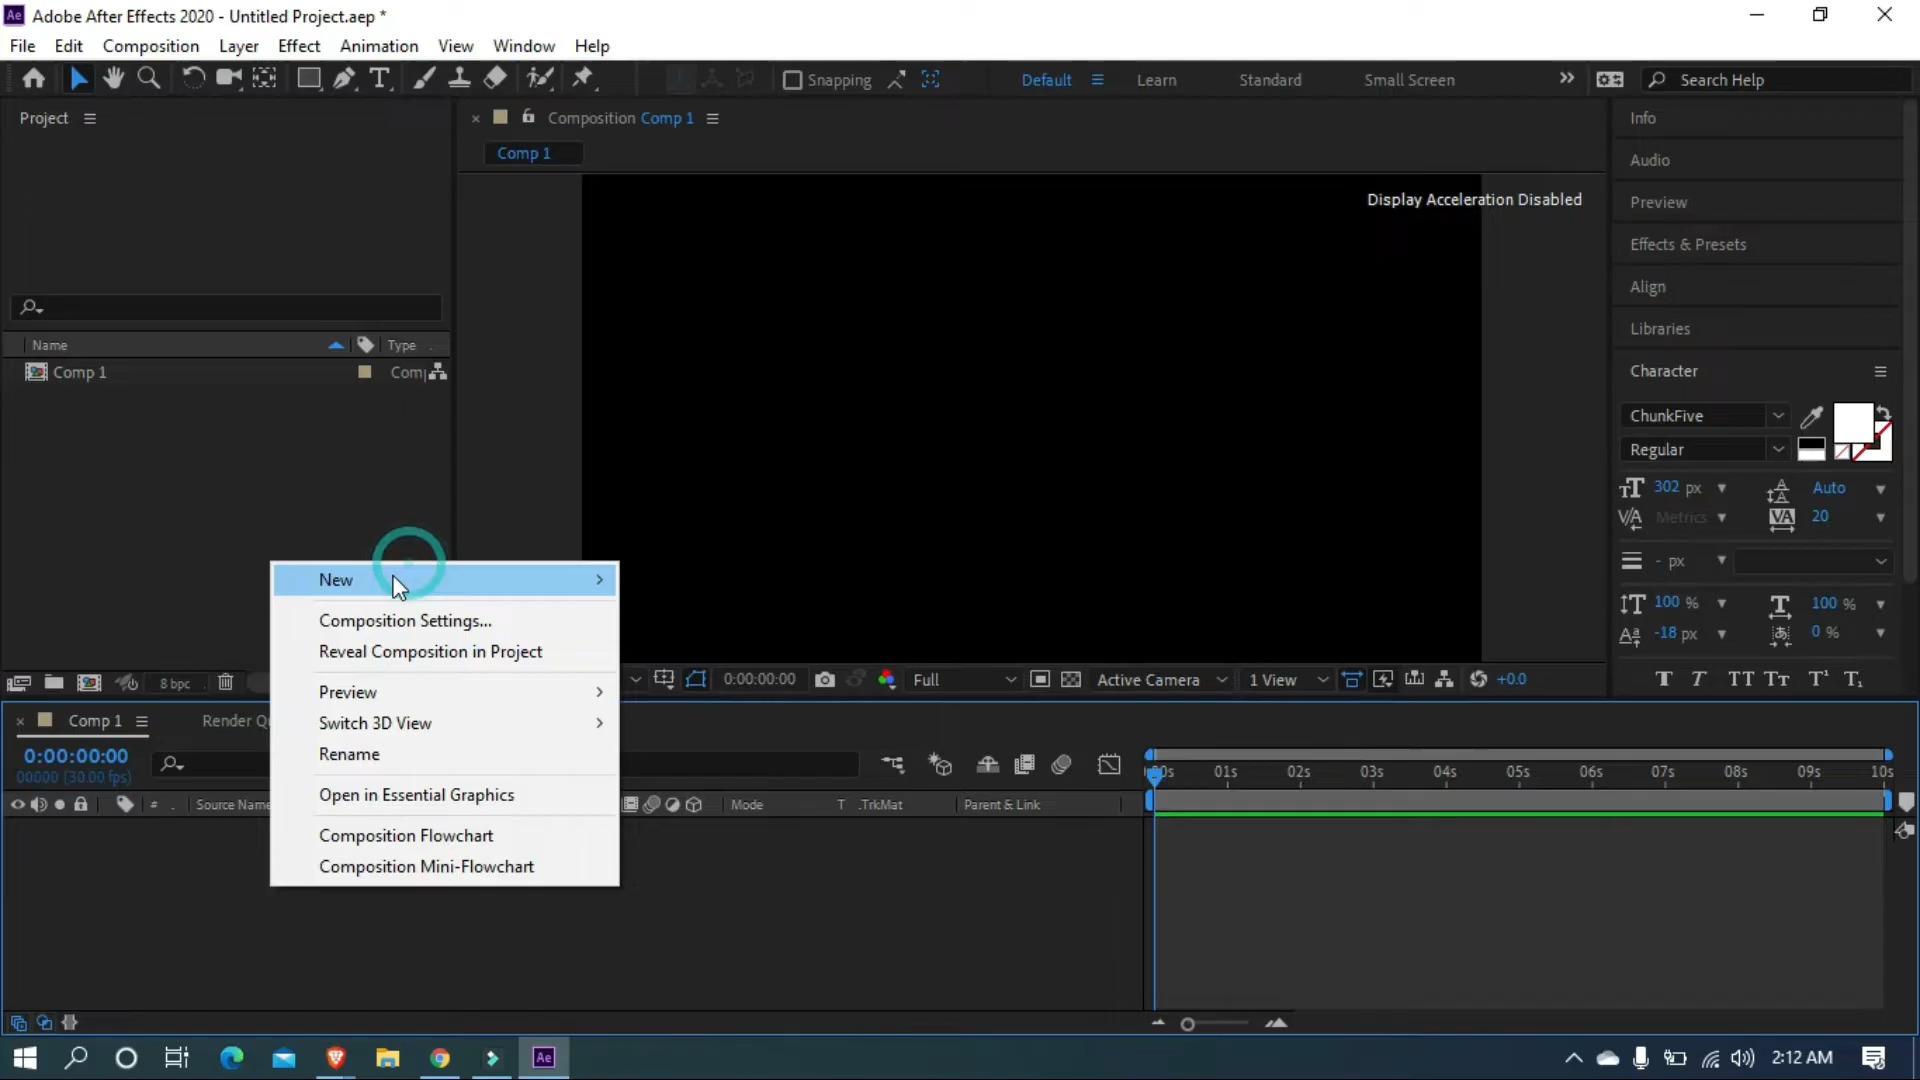 Ae Adobe After Effects 2020 - Untitled Project.aep *
File Edit Composition Layer Effect Animation View Window Help
Snapping Default Learn Standard Small Screen Search Help
Project
Composition Comp 1
Comp 1
Display Acceleration Disabled
Name Type
Comp 1
Info
Audio
Preview
Effects & Presets
Align
Libraries
Character
ChunkFive
Regular
302 px Auto
Metrics 20
- px
100 % 100 %
-18 px 0 %
T T TT Tt T¹ T₁
New
Composition Settings...
Reveal Composition in Project
Preview
Switch 3D View
Rename
Open in Essential Graphics
Composition Flowchart
Composition Mini-Flowchart
8 bpc
0:00:00:00 Full Active Camera 1 View +0.0
Comp 1
0:00:00:00
00000 (30.00 fps)
01s 02s 03s 04s 05s 06s 07s 08s 09s 10s
# Source Name Mode T .TrkMat Parent & Link
Ae
2:12 AM